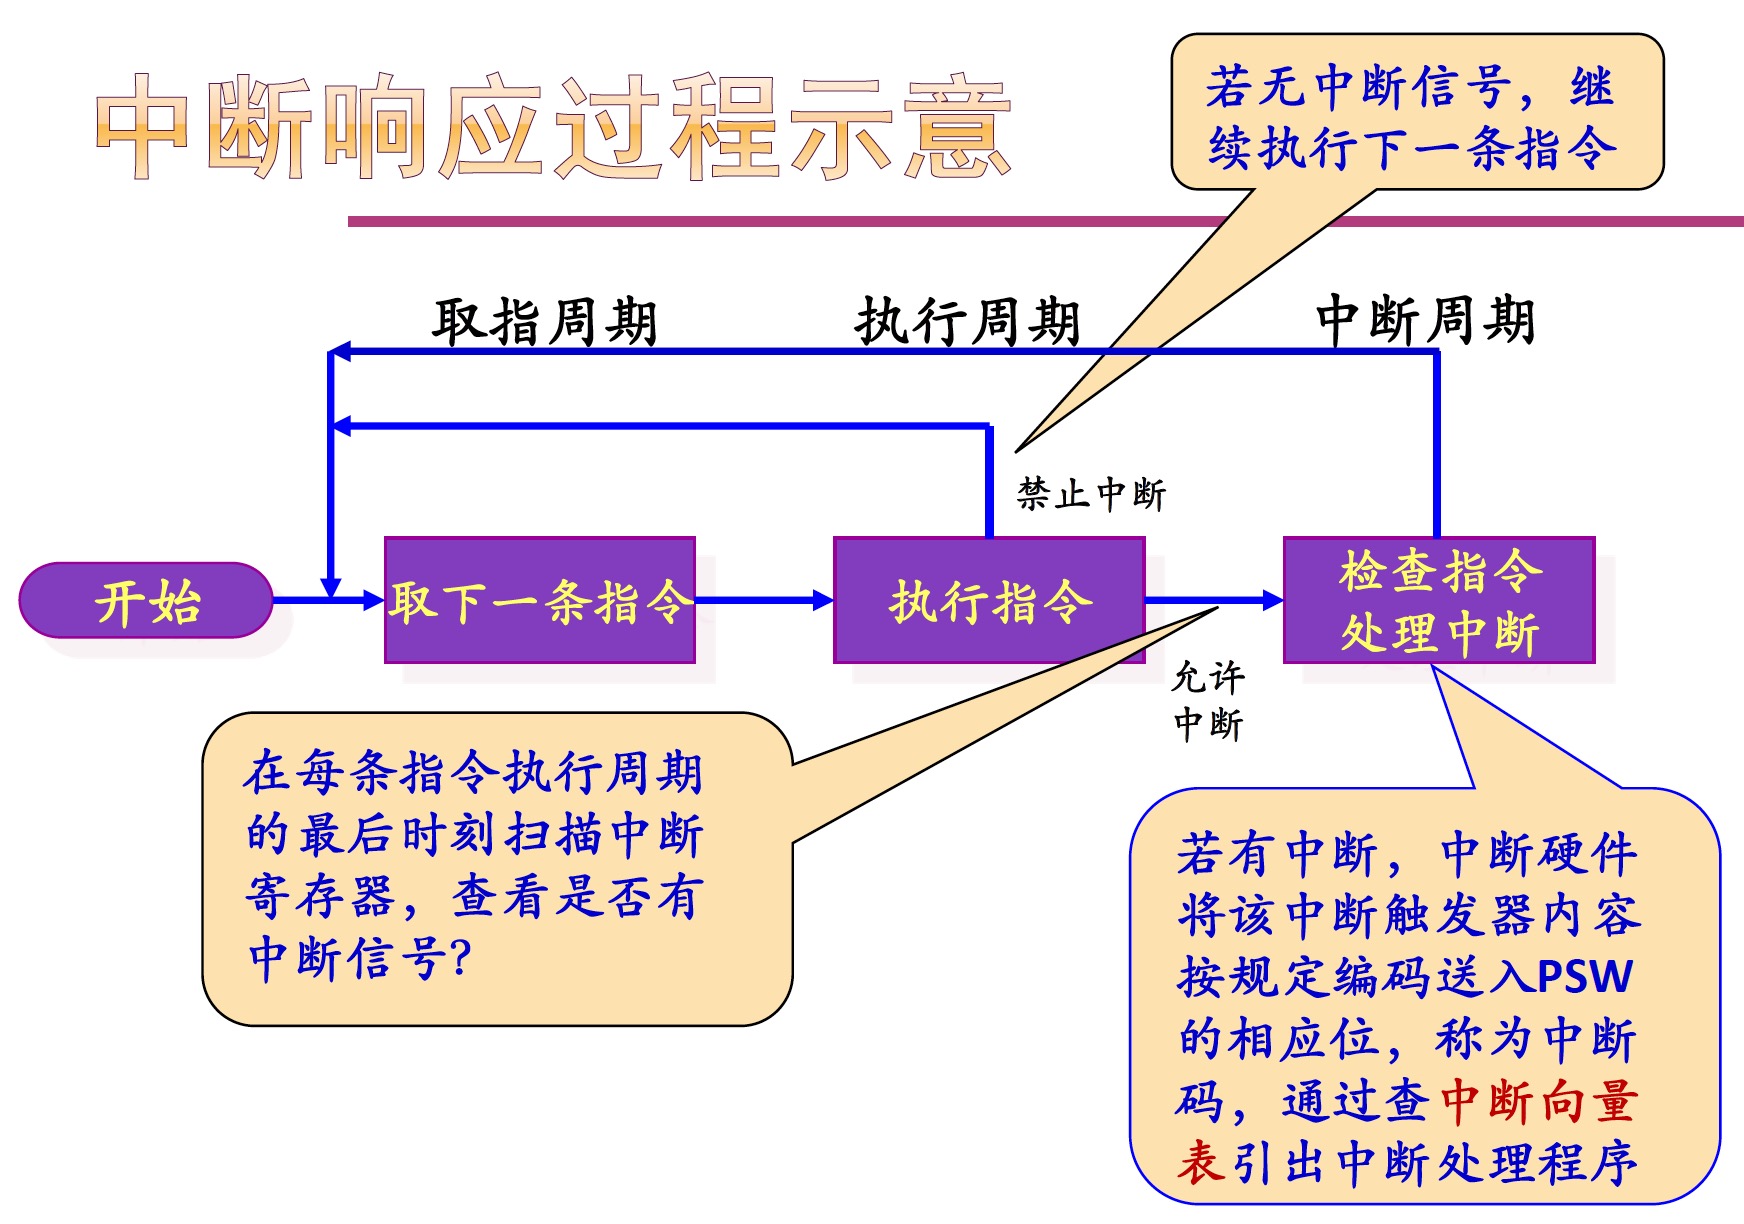 中断响应过程示意
若无中断信号，继
续执行下一条指令
取指周期
执行周期
中断周期
禁止中断
开始
取下一条指令
执行指令
检查指令
处理中断
允许
中断
在每条指令执行周期
的最后时刻扫描中断
寄存器，查看是否有
中断信号?
若有中断，中断硬件
将该中断触发器内容
按规定编码送入PSW
的相应位，称为中断
码，通过查中断向量
表引出中断处理程序